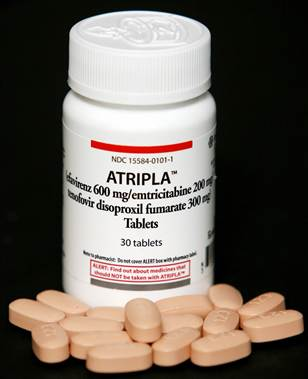 NDC 15584-0101-1
ATRIPLA™
efavirenz 600 mg/emtricitabine 200 mg
tenofovir disoproxil fumarate 300 mg)
Tablets
30 tablets
Note to pharmacist: Do not cover ALERT box with pharmacy label.
ALERT: Find out about medicines that
should NOT be taken with ATRIPLA™